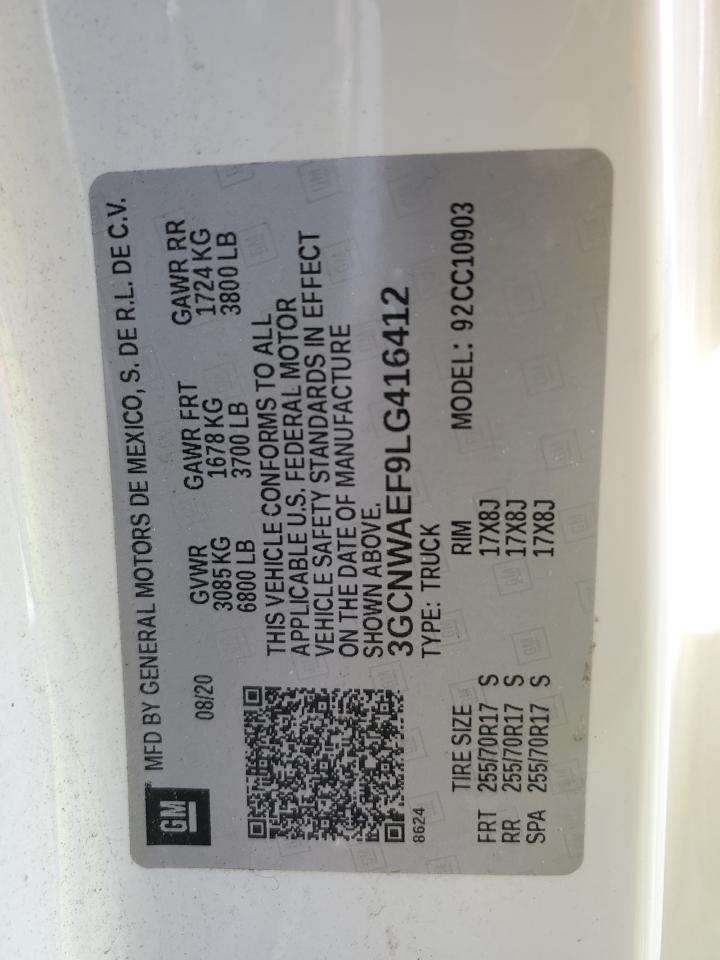 GM
MFD BY GENERAL MOTORS DE MEXICO, S. DE R.L. DE C.V.
08/20
GVWR GAWR FRT GAWR RR
3085 KG 1678 KG 1724 KG
6800 LB 3700 LB 3800 LB
THIS VEHICLE CONFORMS TO ALL
APPLICABLE U.S. FEDERAL MOTOR
VEHICLE SAFETY STANDARDS IN EFFECT
ON THE DATE OF MANUFACTURE
SHOWN ABOVE.
3GCNWAEF9LG416412
8624
TYPE: TRUCK MODEL: 92CC10903
TIRE SIZE RIM
FRT 255/70R17 S 17X8J
RR 255/70R17 S 17X8J
SPA 255/70R17 S 17X8J